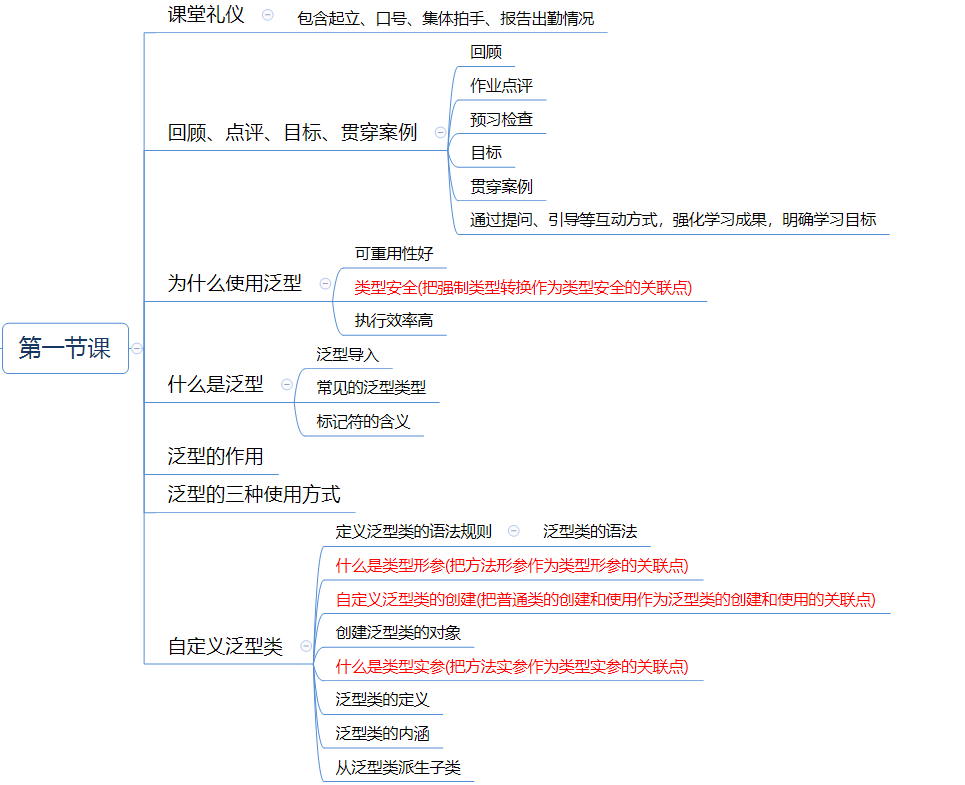 课堂礼仪
包含起立、口号、集体拍手、报告出勤情况
回顾、点评、目标、贯穿案例
回顾
作业点评
预习检查
目标
贯穿案例
通过提问、引导等互动方式，强化学习成果，明确学习目标
为什么使用泛型
可重用性好
类型安全(把强制类型转换作为类型安全的关联点)
执行效率高
第一节课
什么是泛型
泛型导入
常见的泛型类型
标记符的含义
泛型的作用
泛型的三种使用方式
自定义泛型类
定义泛型类的语法规则
泛型类的语法
什么是类型形参(把方法形参作为类型形参的关联点)
自定义泛型类的创建(把普通类的创建和使用作为泛型类的创建和使用的关联点)
创建泛型类的对象
什么是类型实参(把方法实参作为类型实参的关联点)
泛型类的定义
泛型类的内涵
从泛型类派生子类